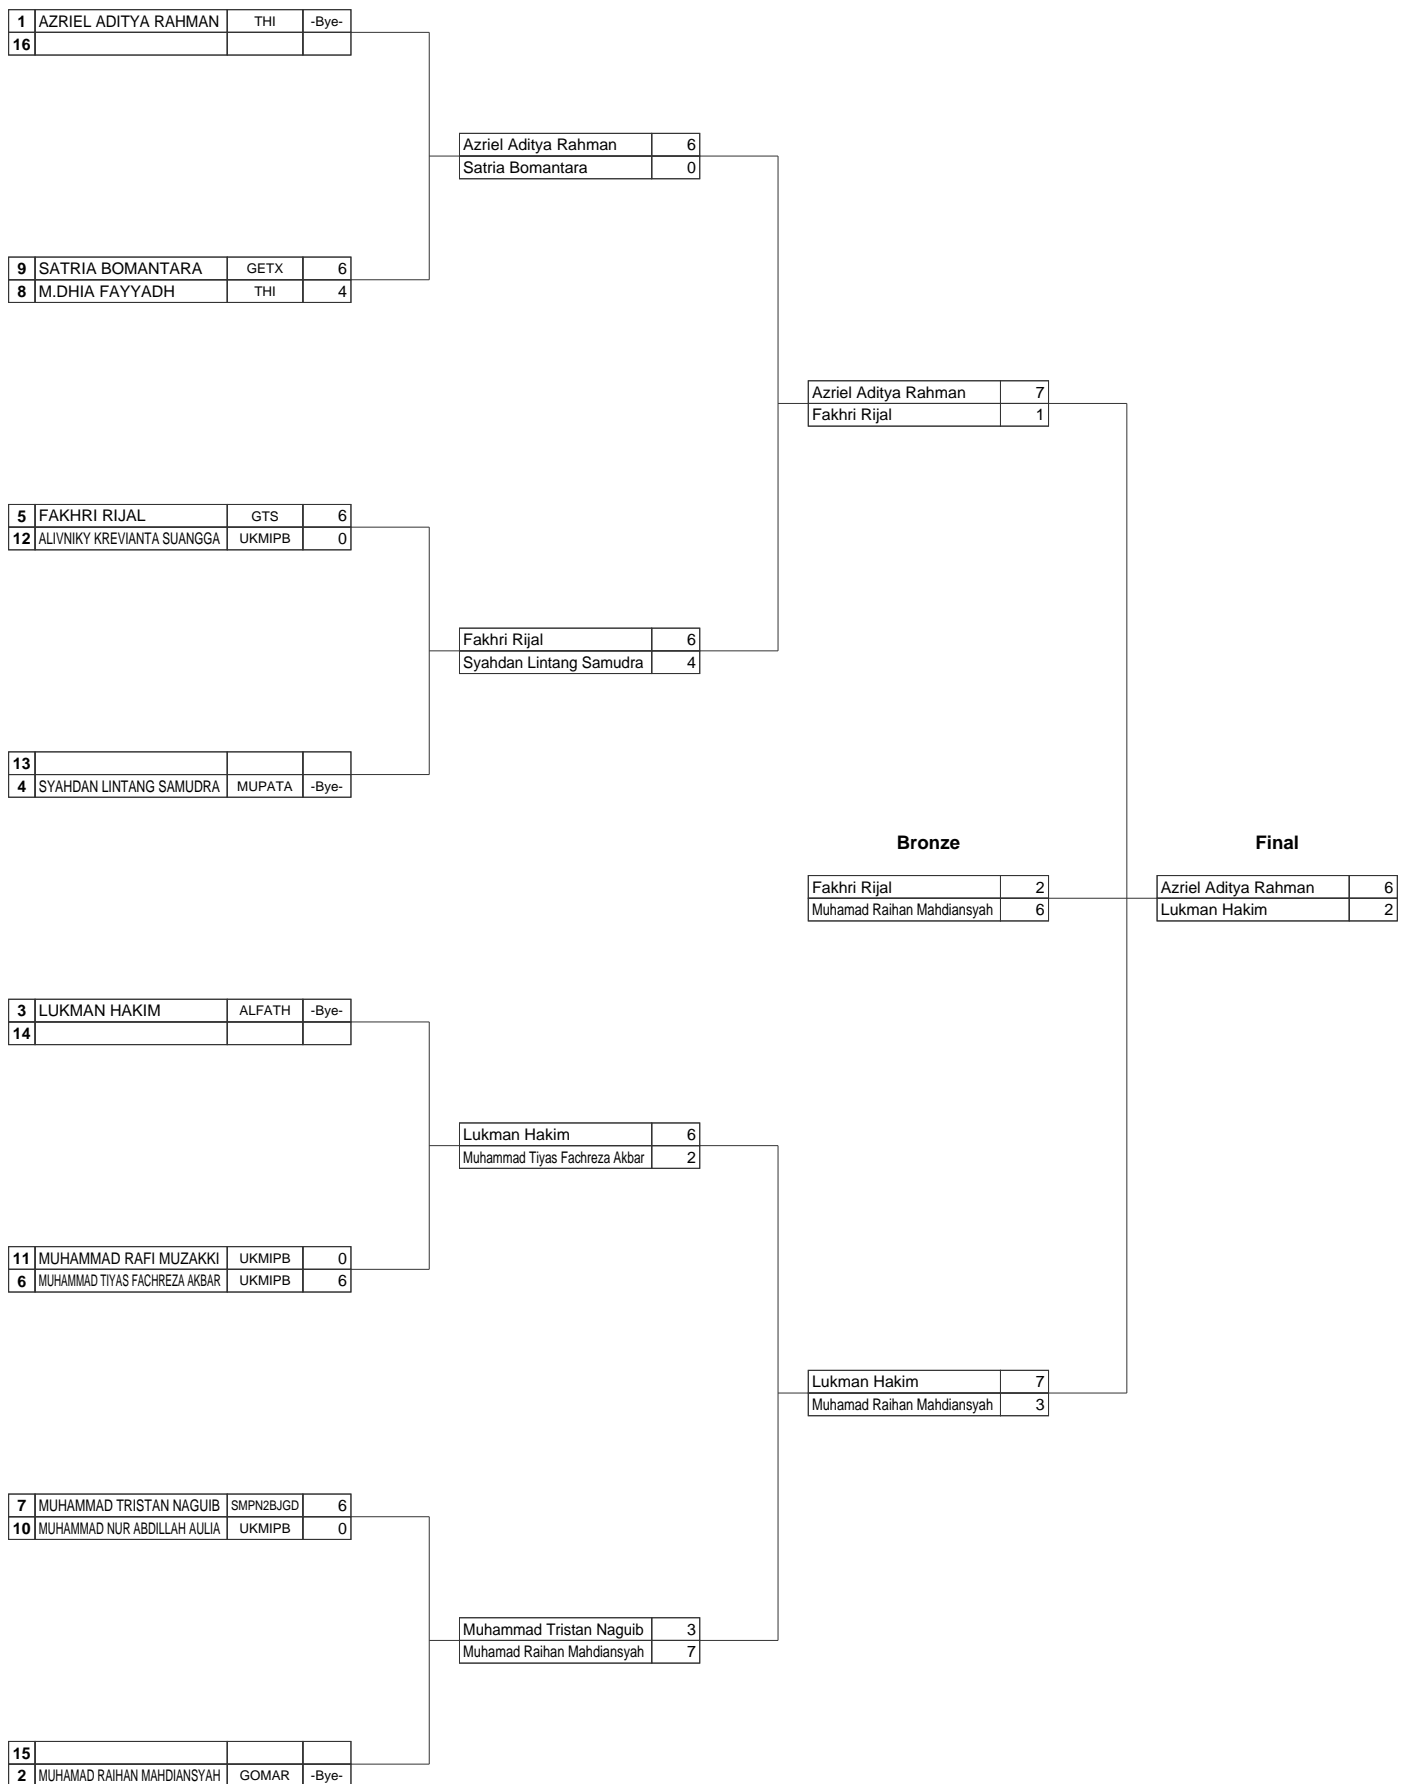 1 AZRIEL ADITYA RAHMAN THI -Bye-
16
Azriel Aditya Rahman 6
Satria Bomantara 0
9 SATRIA BOMANTARA GETX 6
8 M.DHIA FAYYADH THI 4
Azriel Aditya Rahman 7
Fakhri Rijal 1
5 FAKHRI RIJAL GTS 6
12 ALIVNIKY KREVIANTA SUANGGA UKMIPB 0
Fakhri Rijal 6
Syahdan Lintang Samudra 4
13
4 SYAHDAN LINTANG SAMUDRA MUPATA -Bye-
Bronze Final
Fakhri Rijal 2 Azriel Aditya Rahman 6
Muhamad Raihan Mahdiansyah 6 Lukman Hakim 2
3 LUKMAN HAKIM ALFATH -Bye-
14
Lukman Hakim 6
Muhammad Tiyas Fachreza Akbar 2
11 MUHAMMAD RAFI MUZAKKI UKMIPB 0
6 MUHAMMAD TIYAS FACHREZA AKBAR UKMIPB 6
Lukman Hakim 7
Muhamad Raihan Mahdiansyah 3
7 MUHAMMAD TRISTAN NAGUIB SMPN2BJGD 6
10 MUHAMMAD NUR ABDILLAH AULIA UKMIPB 0
Muhammad Tristan Naguib 3
Muhamad Raihan Mahdiansyah 7
15
2 MUHAMAD RAIHAN MAHDIANSYAH GOMAR -Bye-